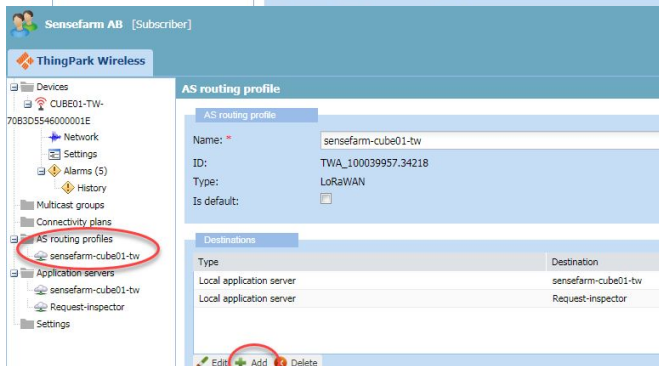 Sensefarm AB [Subscriber]
ThingPark Wireless
Devices
CUBE01-TW-
70B3D5546000001E
Network
Settings
Alarms (5)
History
Multicast groups
Connectivity plans
AS routing profiles
sensefarm-cube01-tw
Application servers
sensefarm-cube01-tw
Request-inspector
Settings
AS routing profile
AS routing profile
Name: * sensefarm-cube01-tw
ID: TWA_100039957.34218
Type: LoRaWAN
Is default:
Destinations
Type Destination
Local application server sensefarm-cube01-tw
Local application server Request-inspector
Edit Add Delete